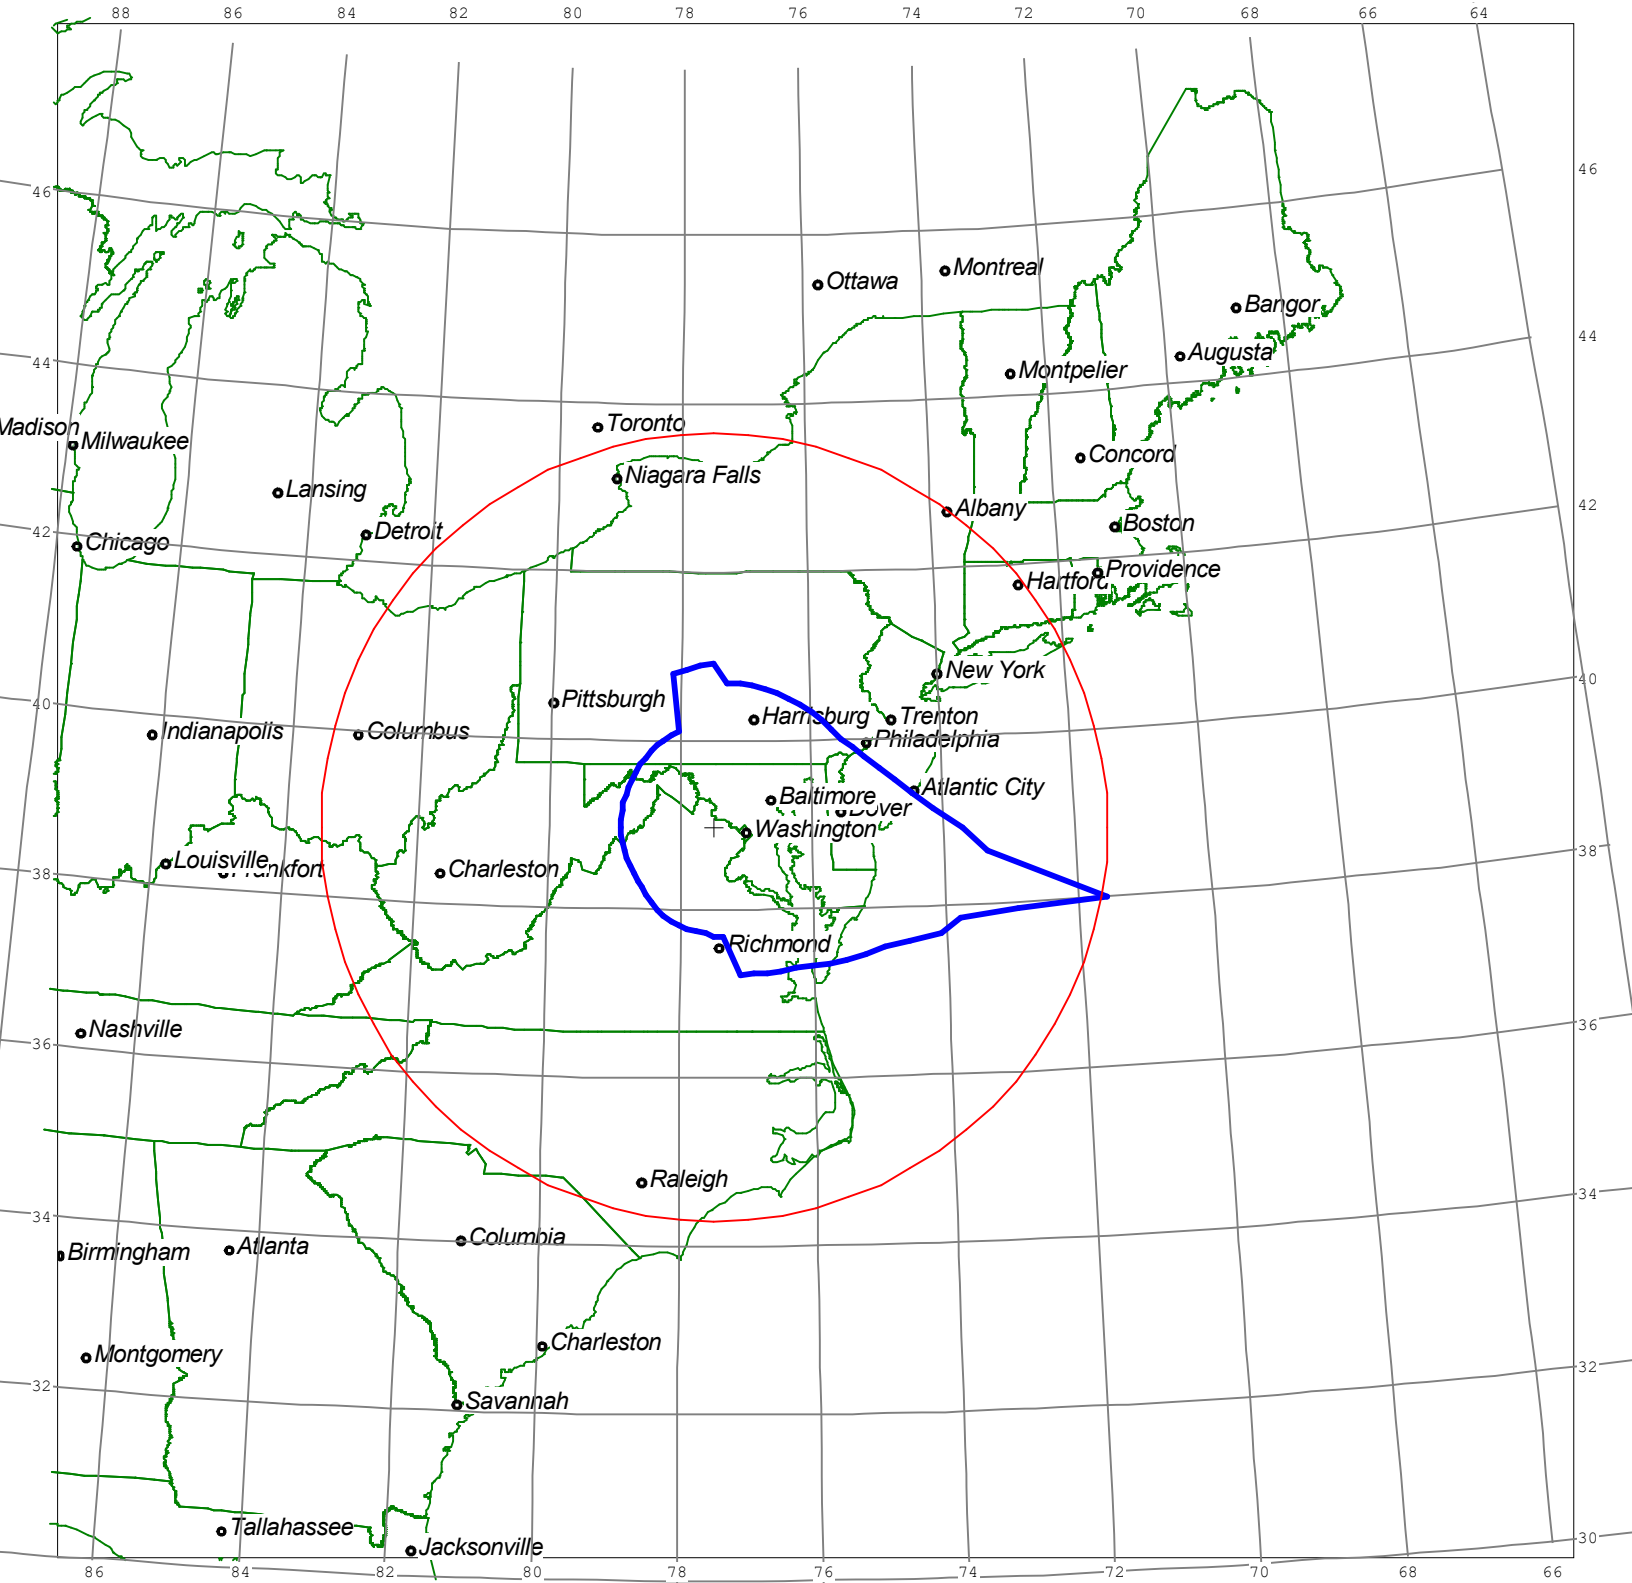 88 86 84 82 80 78 76 74 72 70 68 66 64
46 46
Ottawa Montreal
Bangor
44 44
Augusta
Montpelier
Toronto
Madison
Milwaukee
Concord
Niagara Falls
Lansing
Albany
42 42
Boston
Detroit
Chicago
Providence
Hartford
New York
40 40
Pittsburgh
Harrisburg Trenton
Indianapolis Columbus
Philadelphia
Atlantic City
Baltimore
Dover
Washington
38 38
Louisville
Frankfort Charleston
Richmond
Nashville
36 36
Raleigh
34 34
Columbia
Birmingham Atlanta
Charleston
Montgomery
32 32
Savannah
Tallahassee
30
Jacksonville
86 84 82 80 78 76 74 72 70 68 66